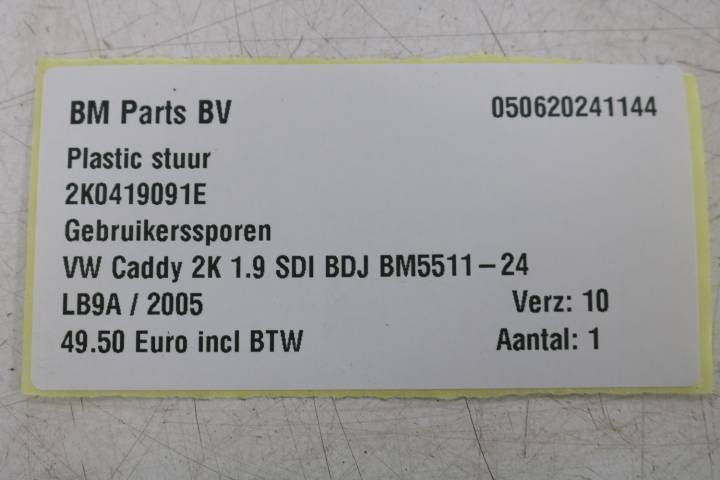 BM Parts BV 050620241144
Plastic stuur
2K0419091E
Gebruikerssporen
VW Caddy 2K 1.9 SDI BDJ BM5511-24
LB9A / 2005 Verz: 10
49.50 Euro incl BTW Aantal: 1